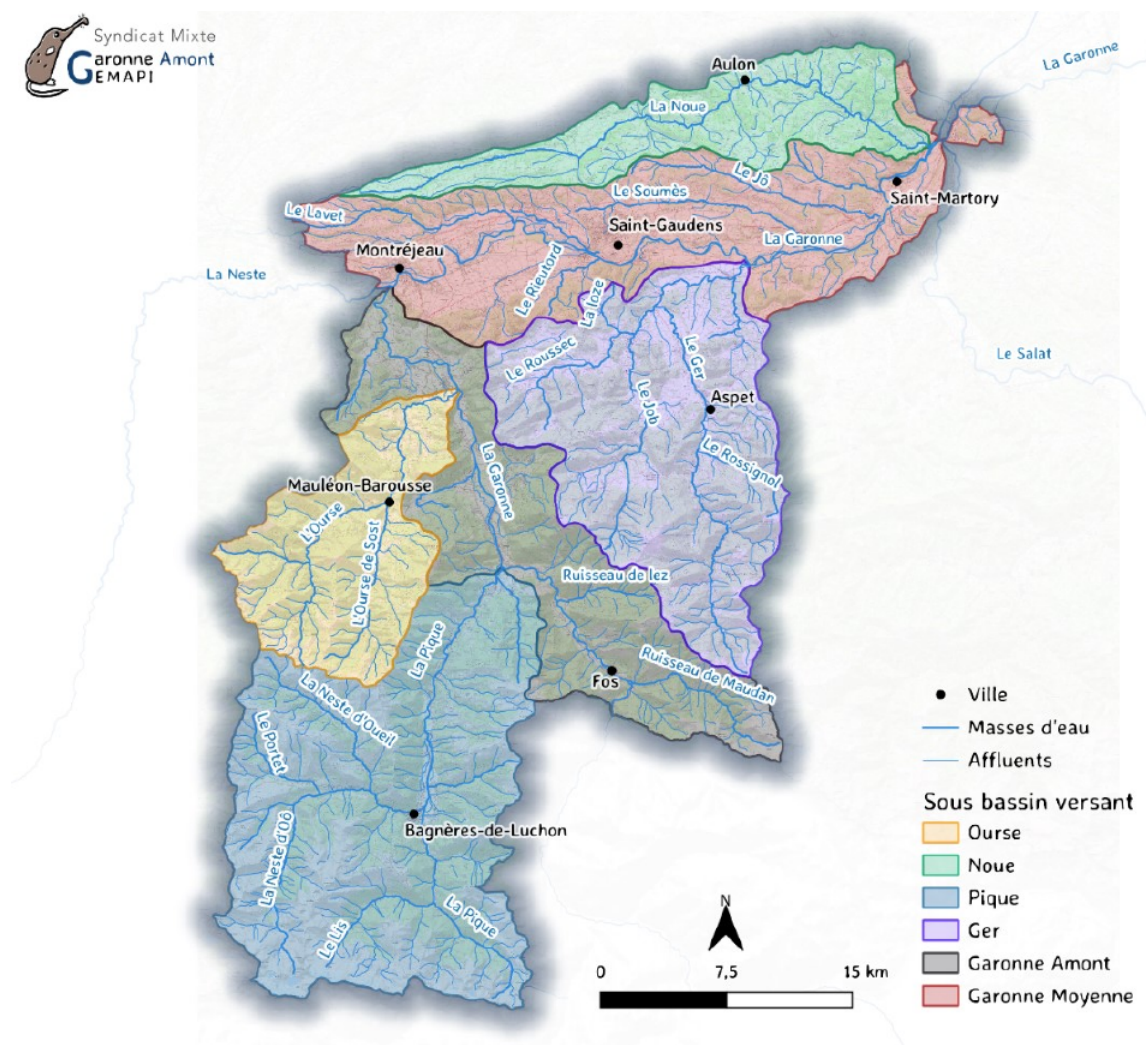 Syndicat Mixte
Garonne Amont
GEMAPI
La Garonne
Aulon
La Noue
Le Jô
Le Soumès
Saint-Martory
Le Lavet
Saint-Gaudens
La Garonne
Montréjeau
La Neste
Le Rieutord
La Ioze
Le Roussec
Le Ger
Le Salat
Le Job
Aspet
Le Rossignol
La Garonne
Mauléon-Barousse
L'Ourse
L'Ourse de Sost
Ruisseau de lez
La Pique
Ruisseau de Maudan
Fos
La Neste d'Oueil
Le Portet
Bagnères-de-Luchon
La Neste d'Oô
La Pique
Le Lis
Ville
Masses d'eau
Affluents
Sous bassin versant
Ourse
Noue
Pique
Ger
Garonne Amont
Garonne Moyenne
N
0 7,5 15 km